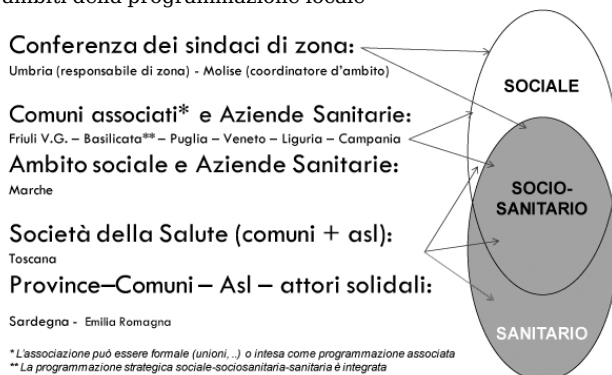 ambiti della programmazione locale
Conferenza dei sindaci di zona:
Umbria (responsabile di zona) - Molise (coordinatore d'ambito)
Comuni associati* e Aziende Sanitarie:
Friuli V.G. – Basilicata** – Puglia – Veneto – Liguria – Campania
Ambito sociale e Aziende Sanitarie:
Marche
Società della Salute (comuni + asl):
Toscana
Province–Comuni – Asl – attori solidali:
Sardegna - Emilia Romagna
* L'associazione può essere formale (unioni, ..) o intesa come programmazione associata
** La programmazione strategica sociale-sociosanitaria-sanitaria è integrata
SOCIALE
SOCIO-
SANITARIO
SANITARIO